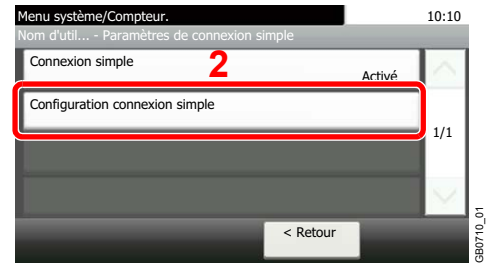 Menu système/Compteur. 10:10
Nom d'util... - Paramètres de connexion simple
Connexion simple
2
Activé
Configuration connexion simple
1/1
< Retour
GB0710_01